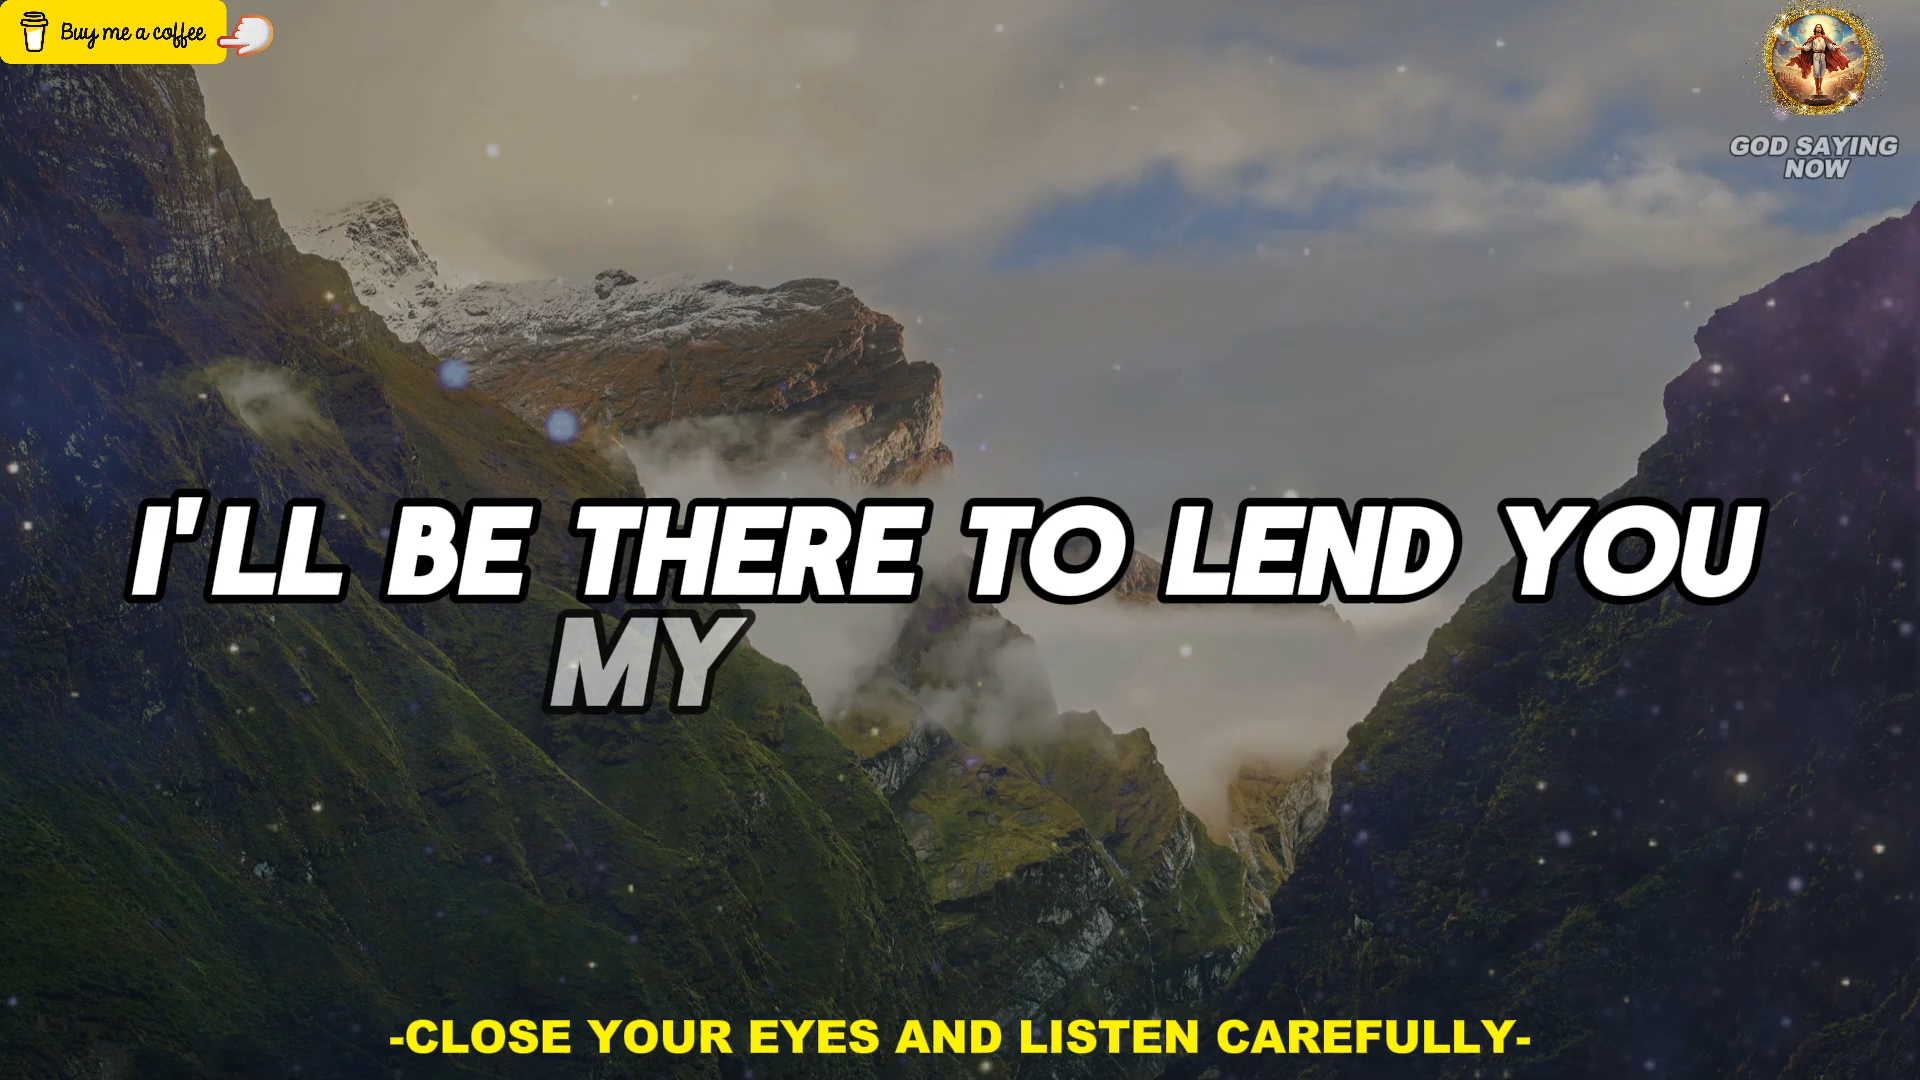 Buy me a coffee
GOD SAYING
NOW
I'LL BE THERE TO LEND YOU
MY
-CLOSE YOUR EYES AND LISTEN CAREFULLY-